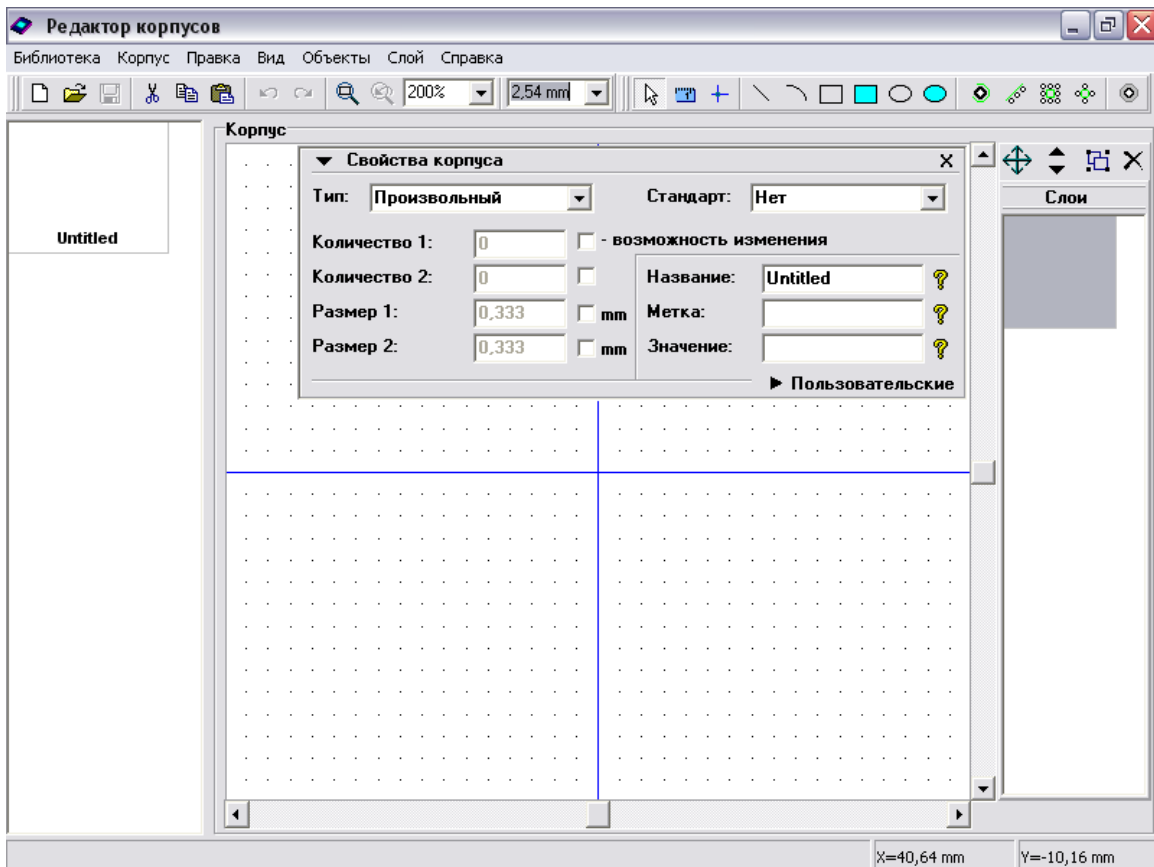 Редактор корпусов
Библиотека Корпус Правка Вид Объекты Слой Справка
200% 2,54 mm
Untitled
Корпус
Свойства корпуса
Тип: Произвольный Стандарт: Нет
Количество 1: 0 - возможность изменения
Количество 2: 0 Название: Untitled
Размер 1: 0,333 mm Метка:
Размер 2: 0,333 mm Значение:
Пользовательские
Слои
X=40,64 mm Y=-10,16 mm